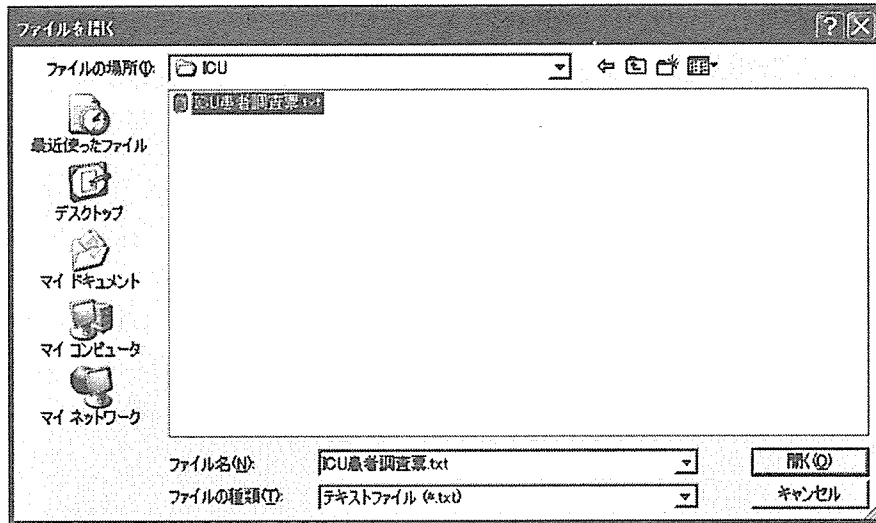 ファイルを開く
ファイルの場所(I):
ICU
ICU患者調査票.txt
最近使ったファイル
デスクトップ
マイ ドキュメント
マイ コンピュータ
マイ ネットワーク
ファイル名(N):
ICU患者調査票.txt
開く(O)
ファイルの種類(T):
テキストファイル (*.txt)
キャンセル